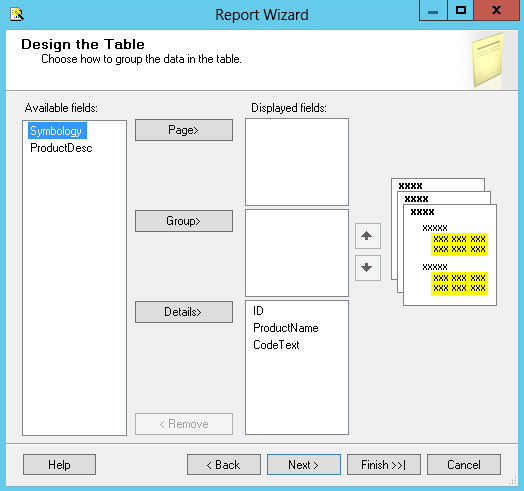 Report Wizard
Design the Table
Choose how to group the data in the table.
Available fields:
Displayed fields:
Symbology
ProductDesc
Page>
Group>
Details>
< Remove
ID
ProductName
CodeText
xxxx
xxxx
xxxx
xxxxx
xxx xxx xxx
xxx xxx xxx
xxxxx
xxx xxx xxx
xxx xxx xxx
Help
< Back
Next >
Finish >>|
Cancel